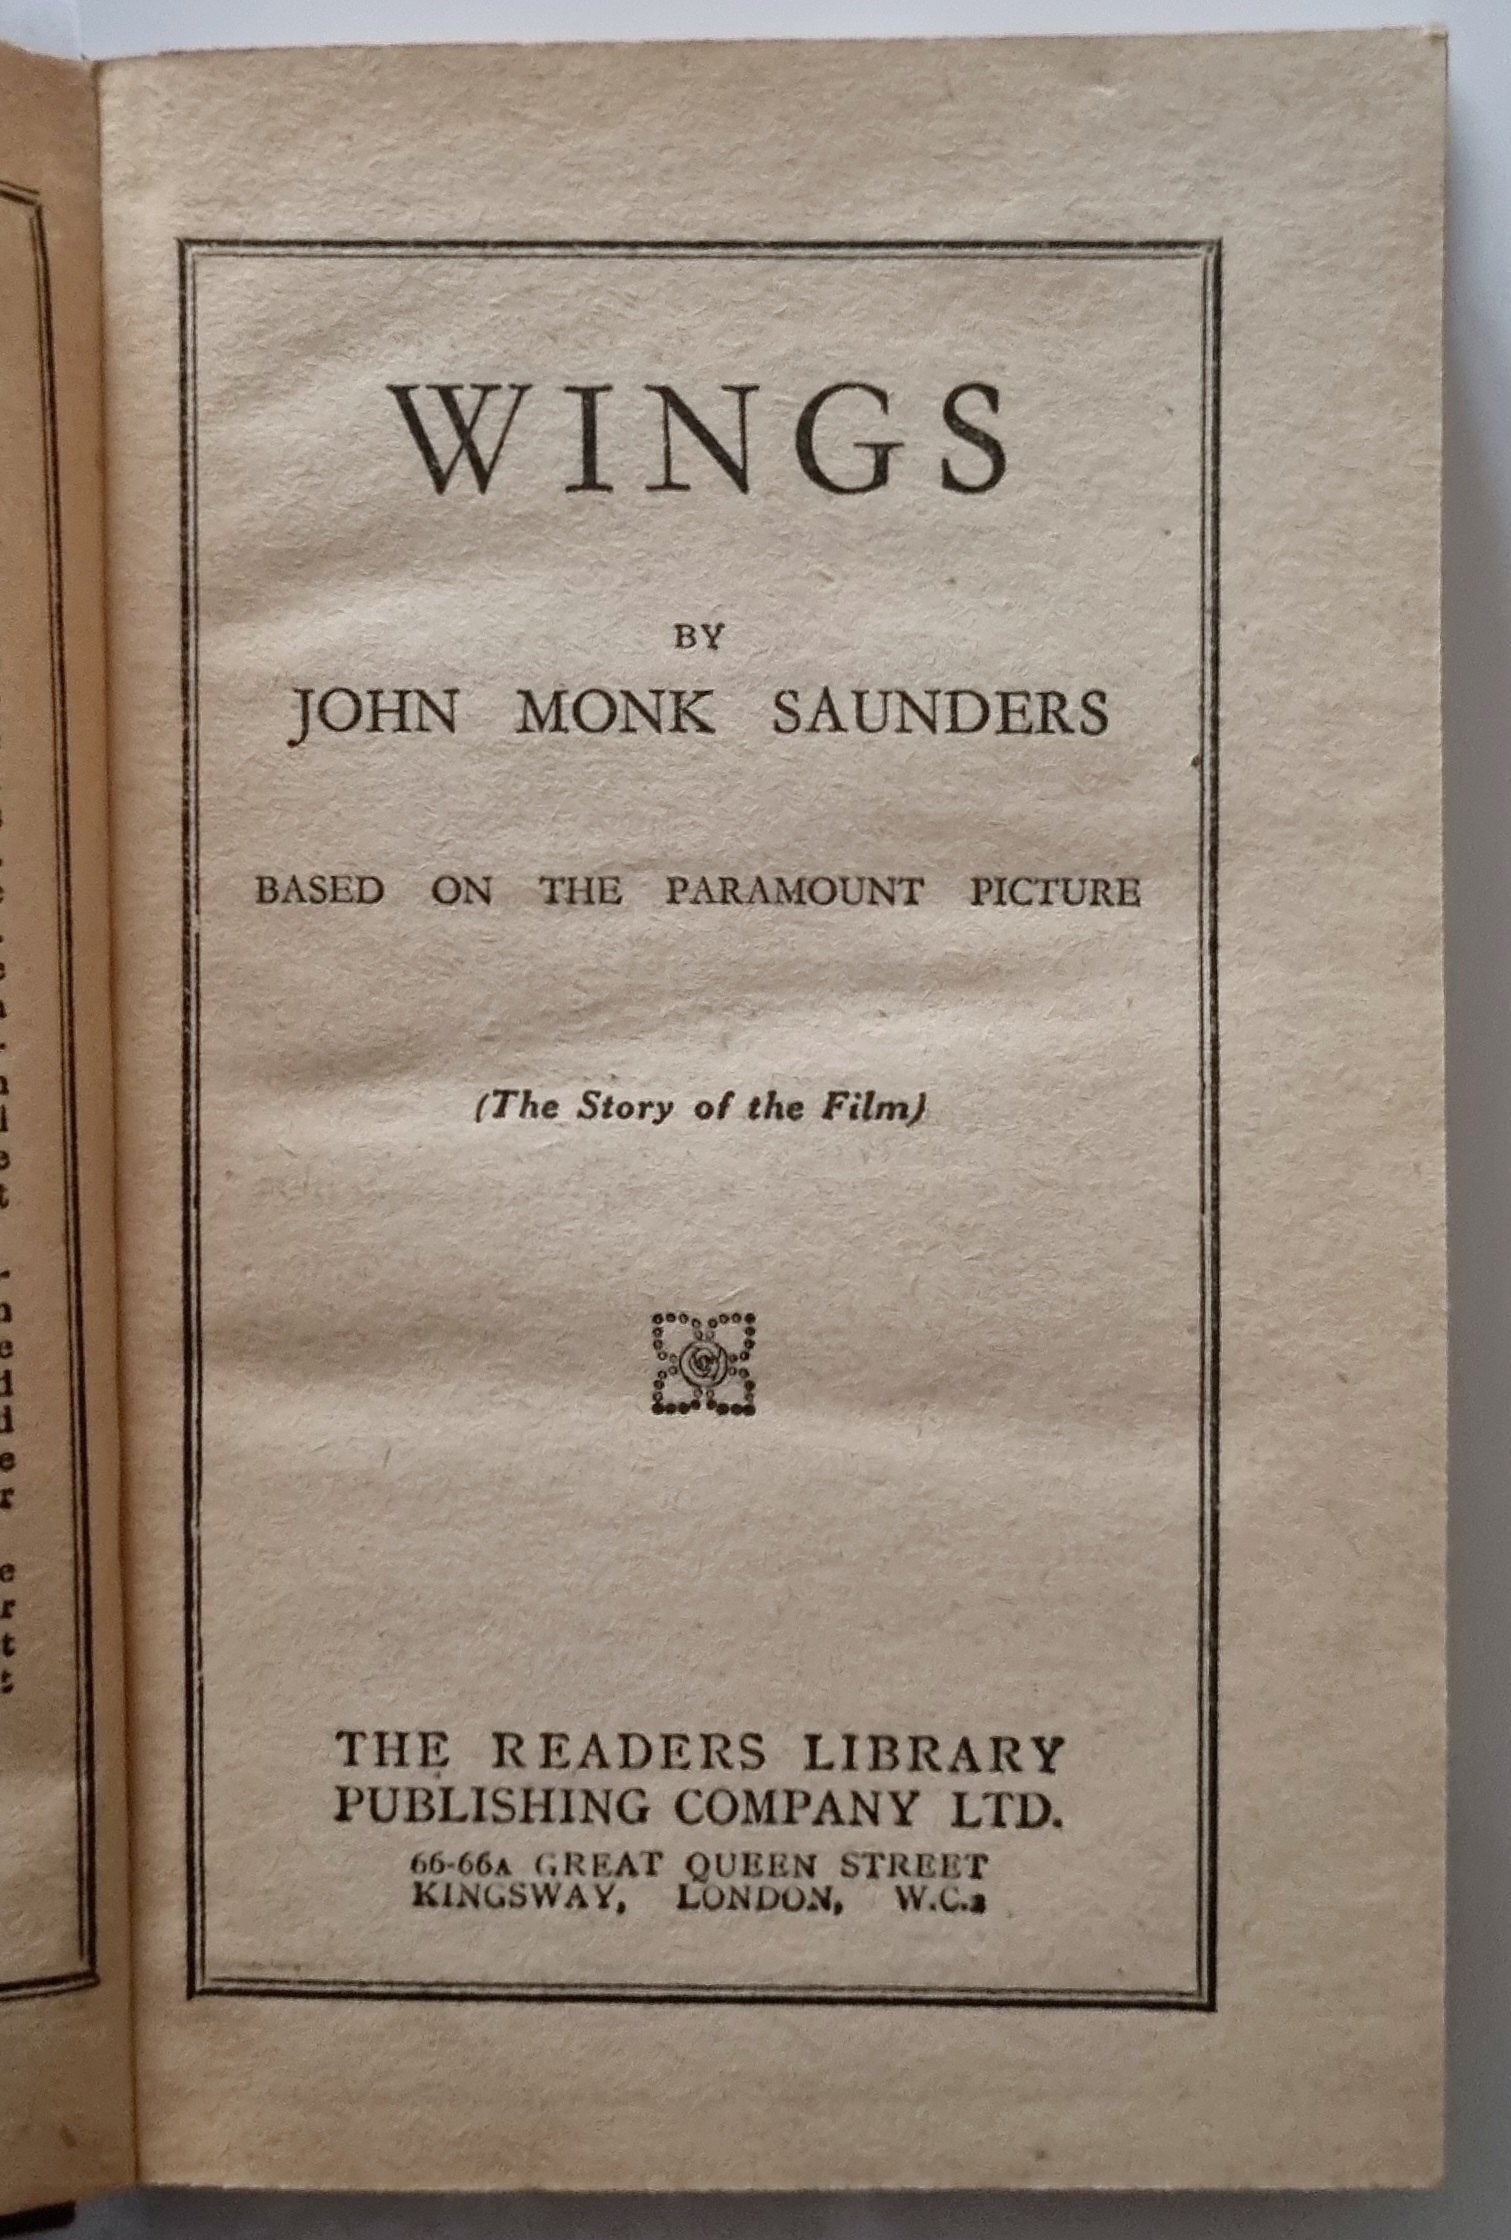 WINGS
BY
JOHN MONK SAUNDERS
BASED ON THE PARAMOUNT PICTURE
(The Story of the Film)
THE READERS LIBRARY
PUBLISHING COMPANY LTD.
66-66A GREAT QUEEN STREET
KINGSWAY, LONDON, W.C.2